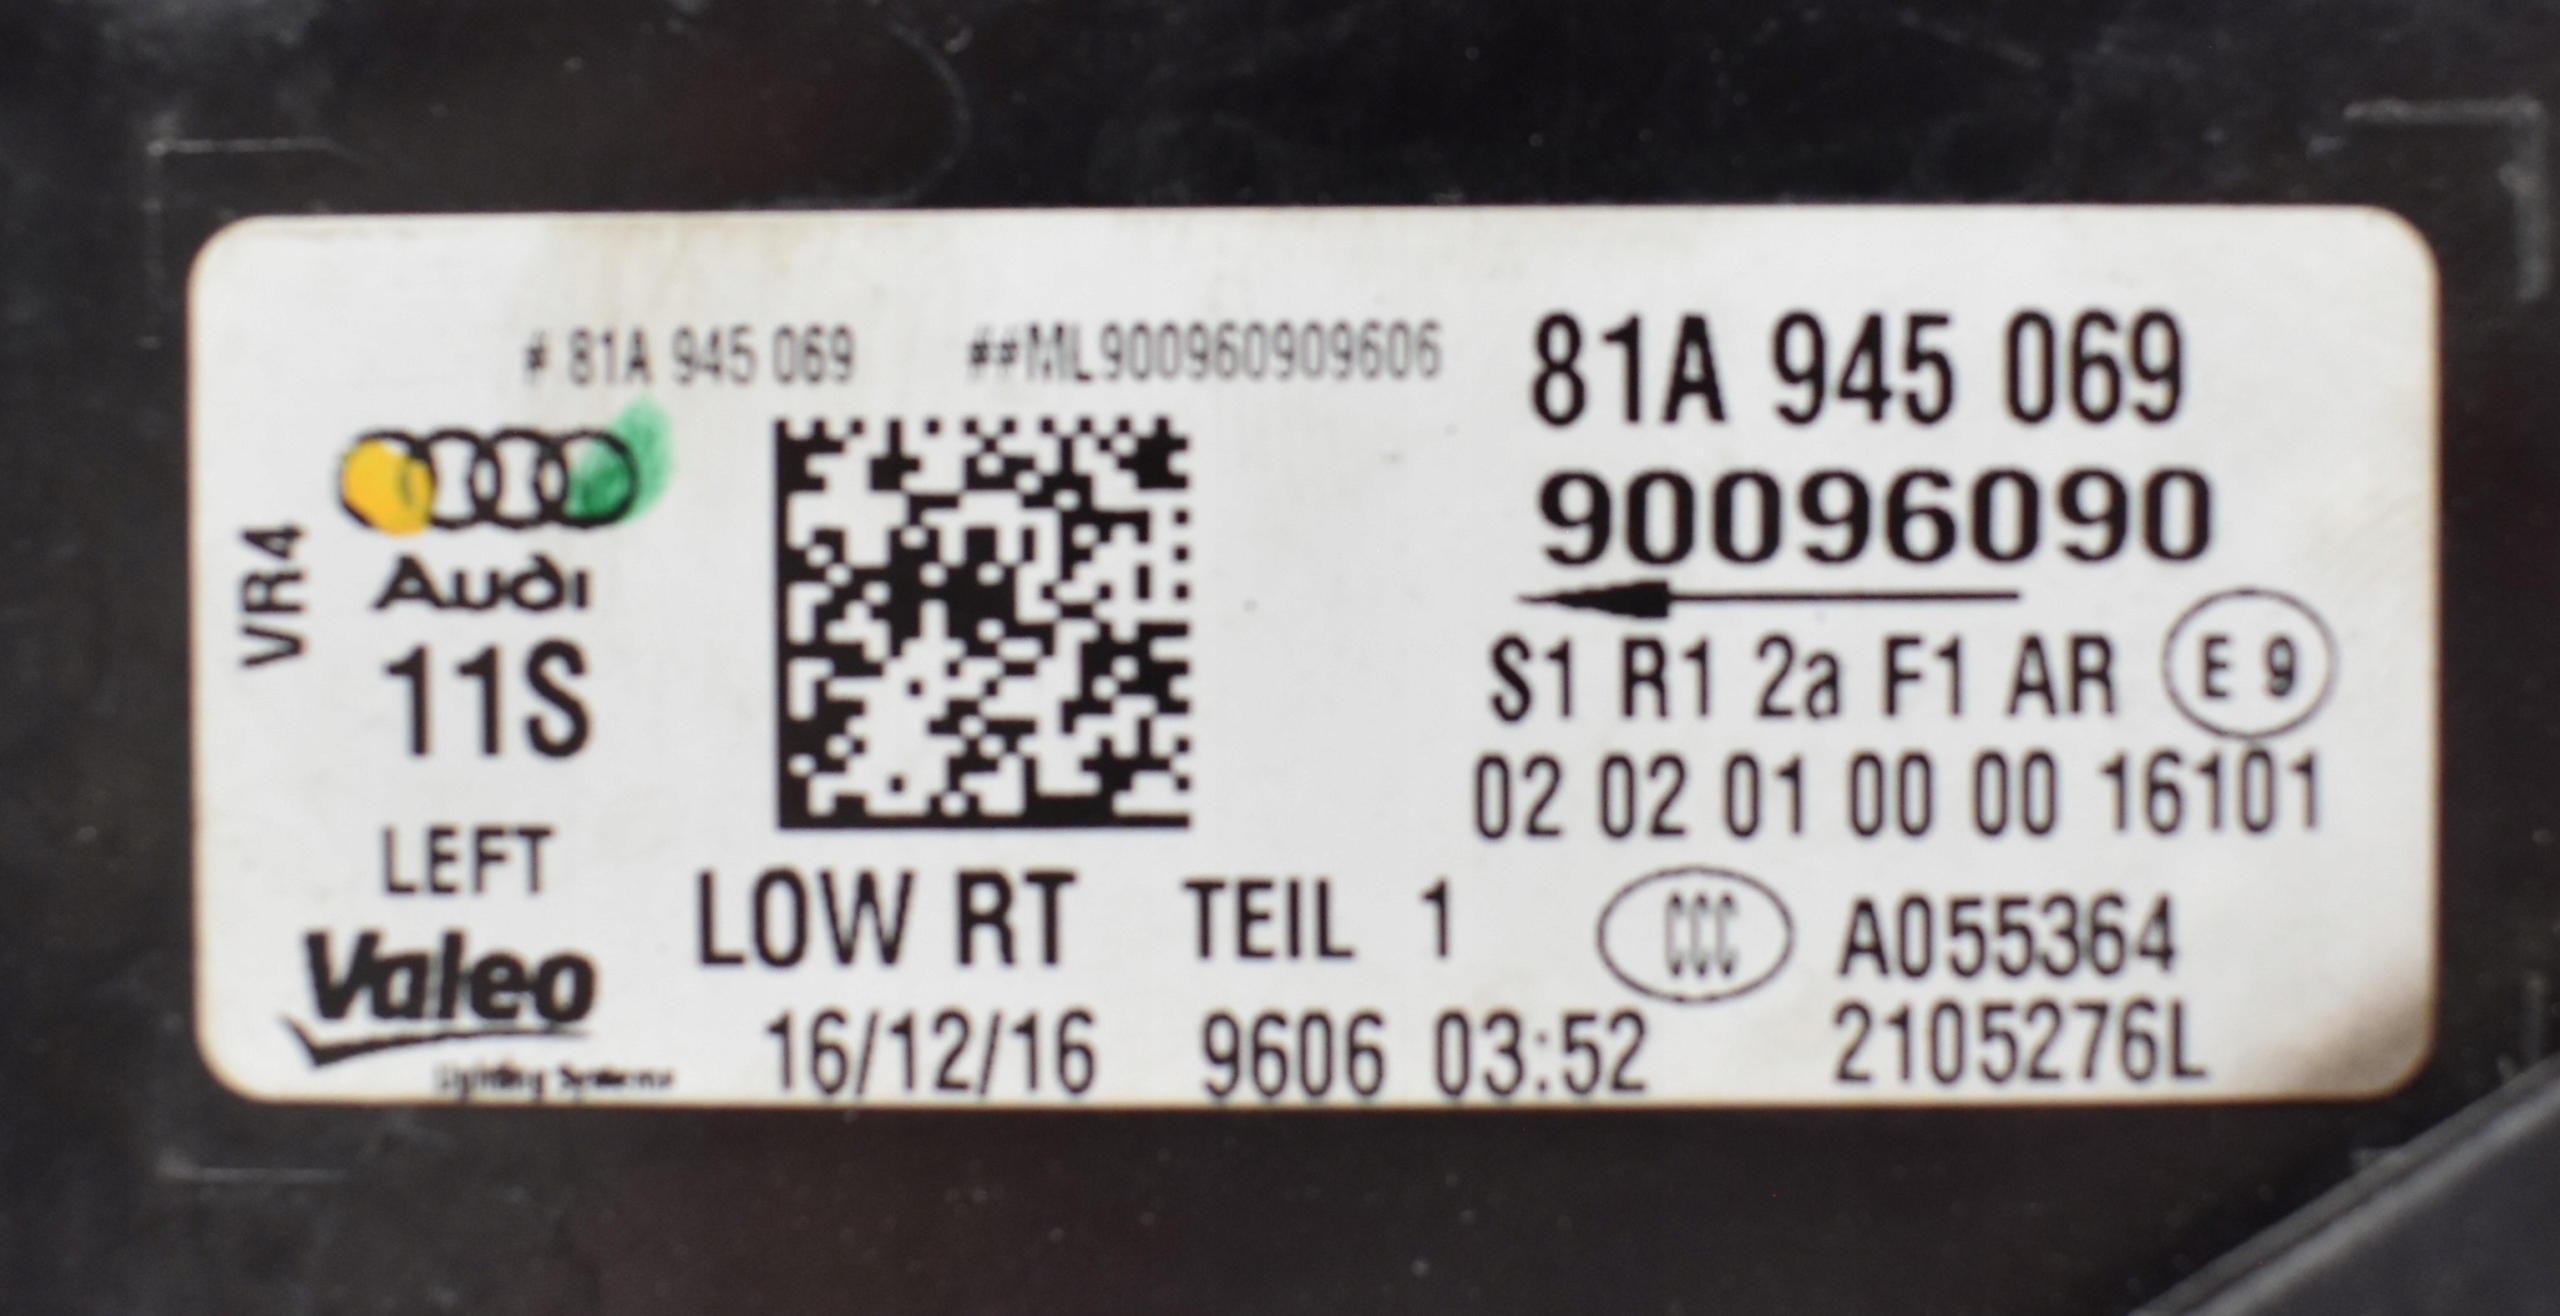 # 81A 945 069 ##ML900960909606
81A 945 069
90096090
VR4
Audi
11S
S1 R1 2a F1 AR E 9
02 02 01 00 00 16101
LEFT
LOW RT TEIL 1 CCC A055364
Valeo
Lighting Systems
16/12/16 9606 03:52 2105276L